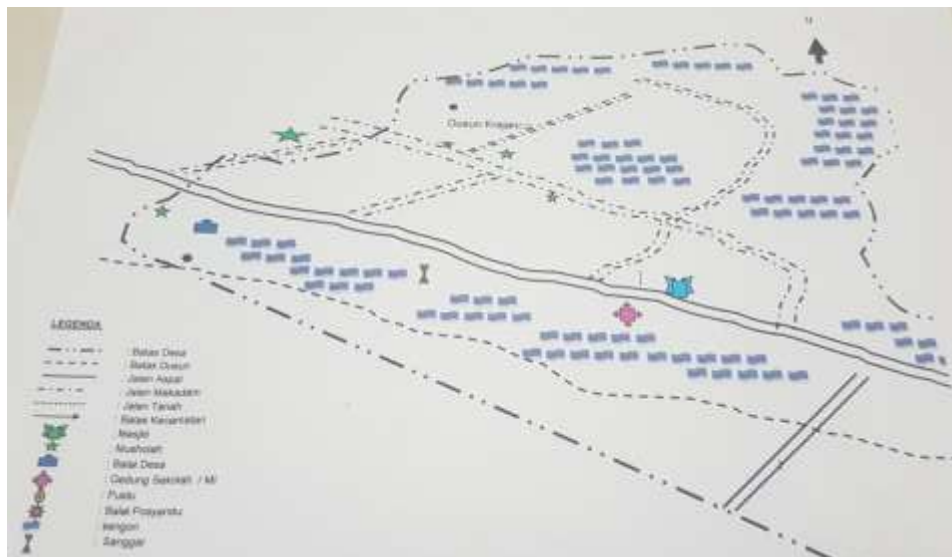 U
Dusun Krajan
LEGENDA
: Batas Desa
: Batas Dusun
: Jalan Aspal
: Jalan Makadam
: Jalan Tanah
: Batas Kecamatan
: Masjid
: Musholah
: Balai Desa
: Gedung Sekolah / MI
: Pustu
: Balai Posyandu
: Sanggar